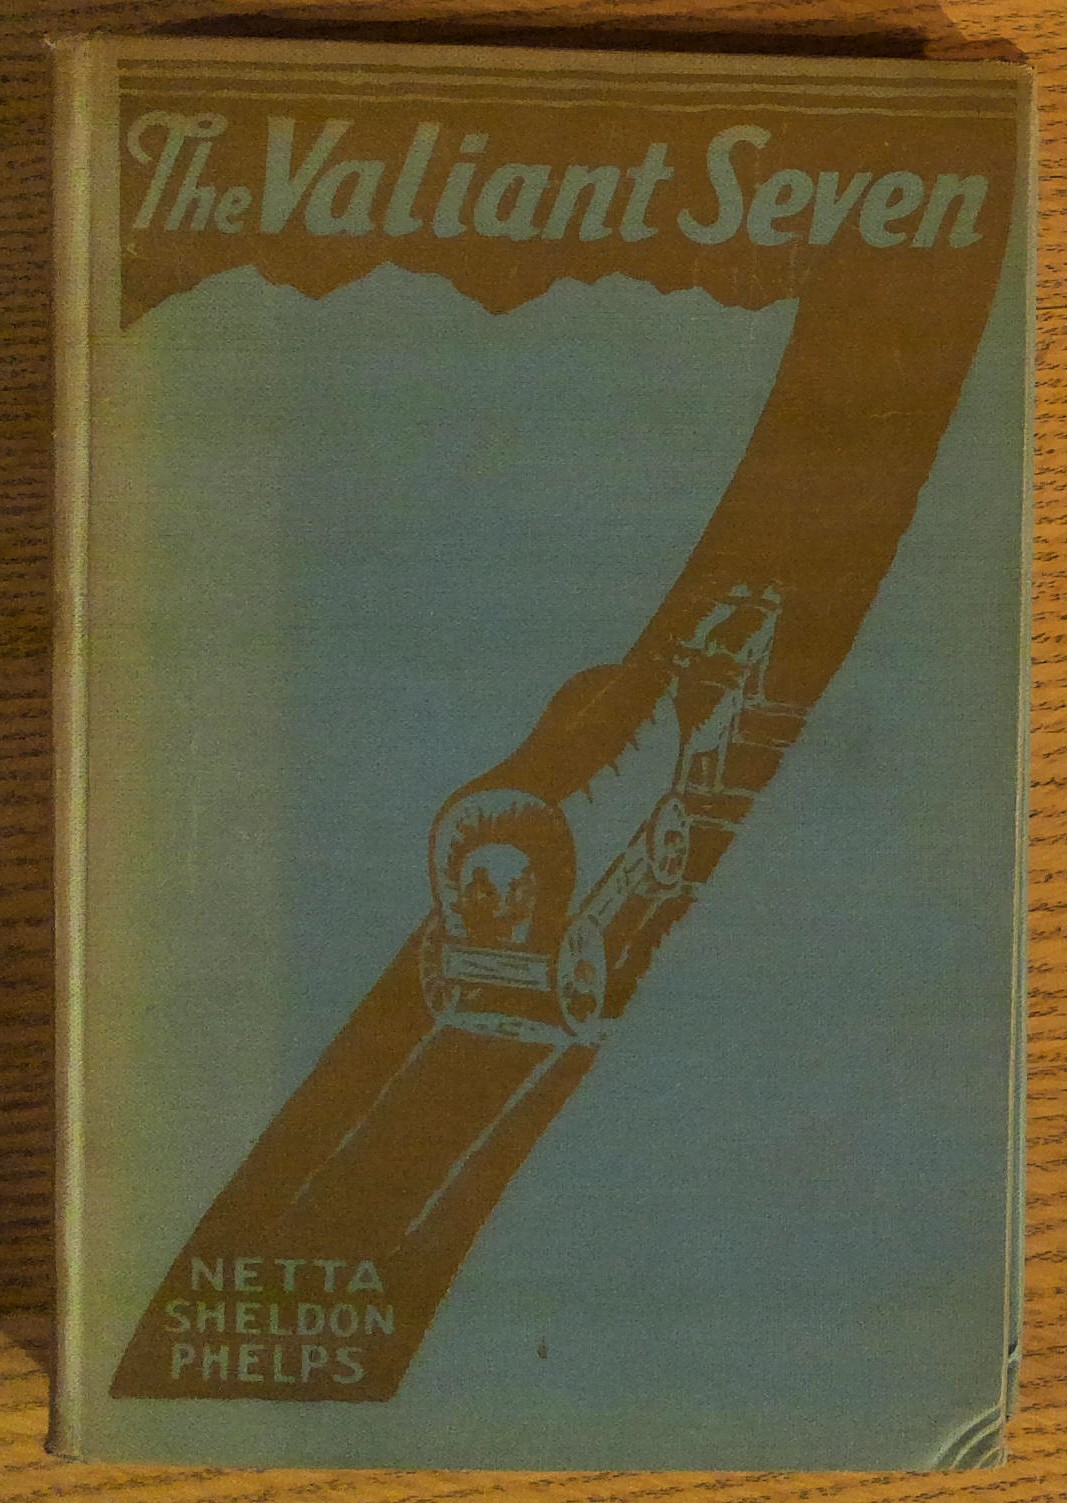 The Valiant Seven
NETTA
SHELDON
PHELPS